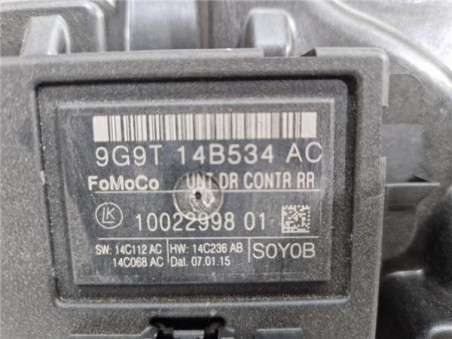 9G9T 14B534 AC
FoMoCo UNT DR CONTR RR
LK 10022998 01
SW: 14C112 AC HW: 14C236 AB
14C068 AC Dat. 07.01.15
S0Y0B